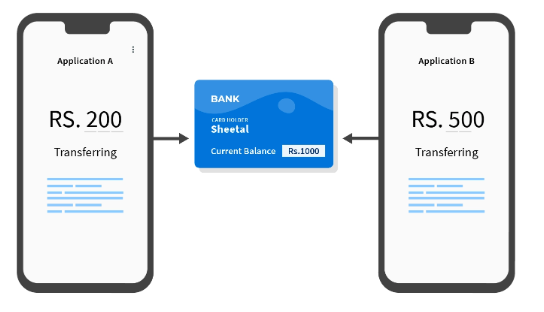 Application A
RS. 200
Transferring
BANK
CARD HOLDER
Sheetal
Current Balance Rs.1000
Application B
RS. 500
Transferring